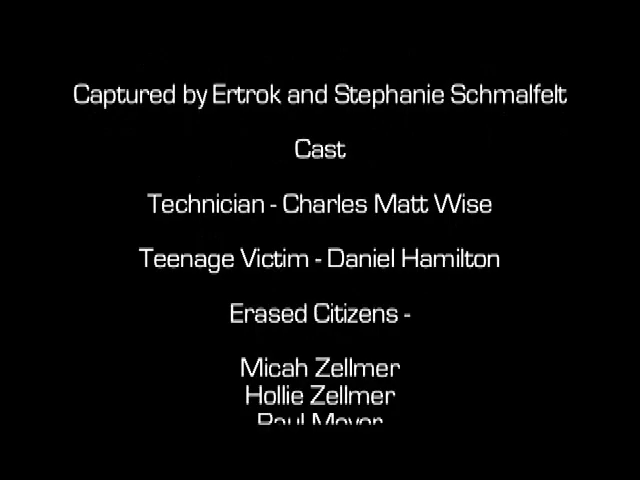 Captured by Ertrok and Stephanie Schmalfelt
Cast
Technician - Charles Matt Wise
Teenage Victim - Daniel Hamilton
Erased Citizens -
Micah Zellmer
Hollie Zellmer
Paul